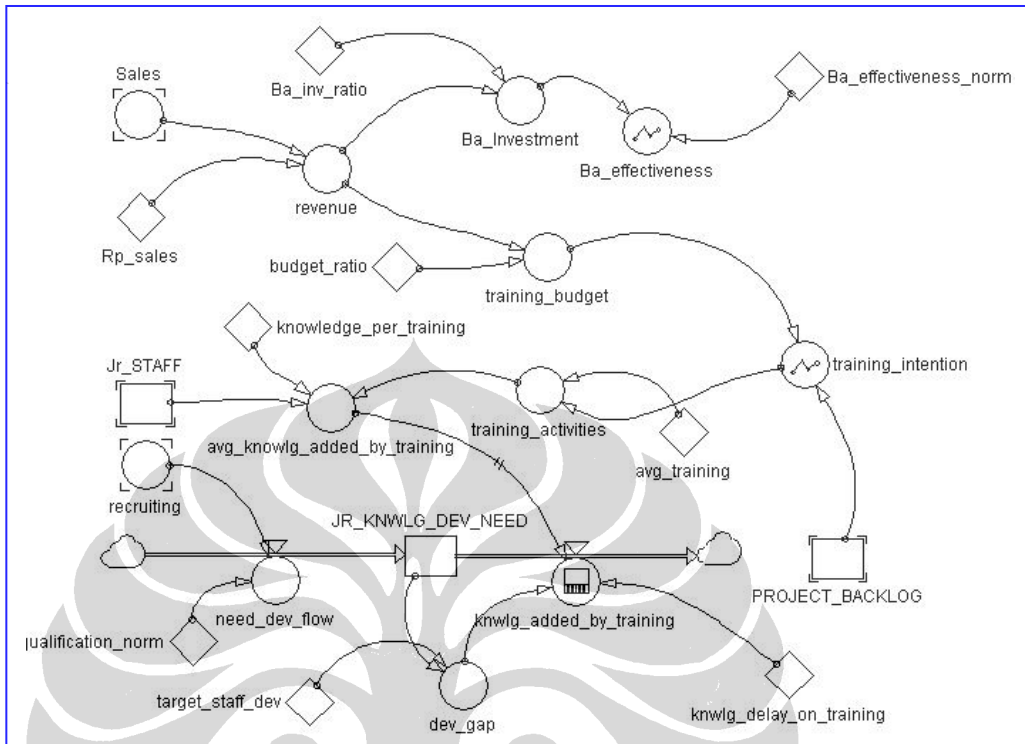 Sales
Ba_inv_ratio
Ba_effectiveness_norm
Ba_Investment
Ba_effectiveness
revenue
Rp_sales
budget_ratio
training_budget
knowledge_per_training
Jr_STAFF
training_intention
avg_knowlg_added_by_training
training_activities
avg_training
recruiting
JR_KNWLG_DEV_NEED
PROJECT_BACKLOG
need_dev_flow
knwlg_added_by_training
qualification_norm
target_staff_dev
dev_gap
knwlg_delay_on_training